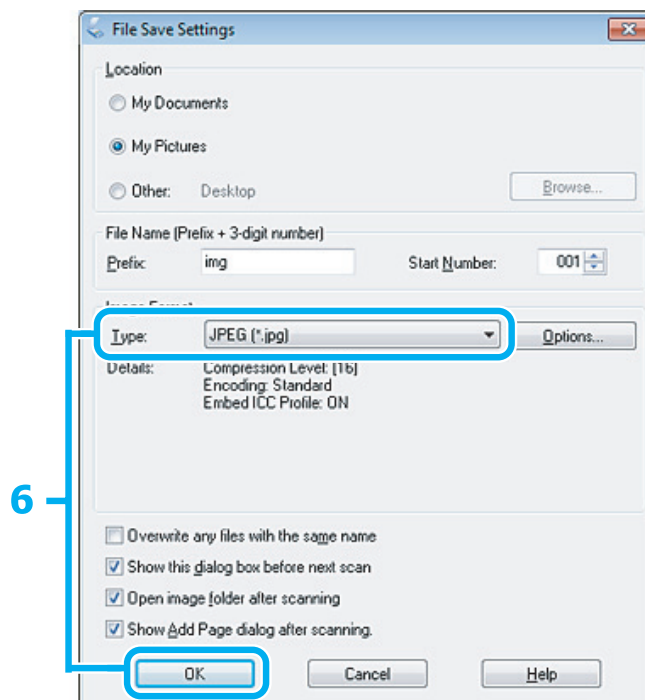 File Save Settings
Location
My Documents
My Pictures
Other: Desktop Browse...
File Name (Prefix + 3-digit number)
Prefix: img Start Number: 001
Image Format
Type: JPEG (*.jpg) Options...
Details: Compression Level: [16]
Encoding: Standard
Embed ICC Profile: ON
6
Overwrite any files with the same name
Show this dialog box before next scan
Open image folder after scanning
Show Add Page dialog after scanning.
OK Cancel Help